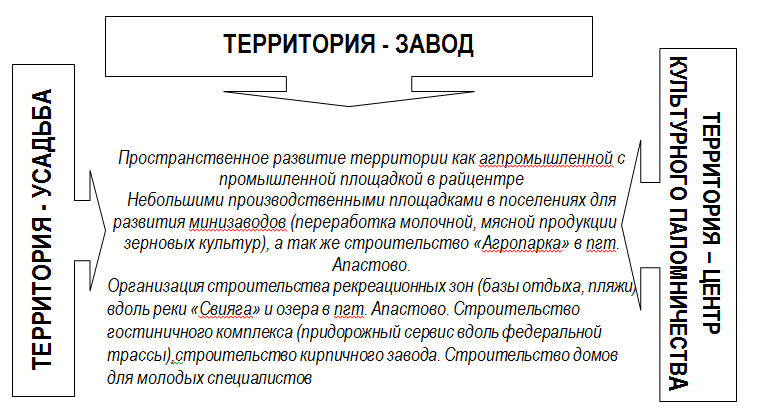 ТЕРРИТОРИЯ - ЗАВОД
ТЕРРИТОРИЯ - УСАДЬБА
Пространственное развитие территории как агпромышленной с
промышленной площадкой в райцентре
Небольшими производственными площадками в поселениях для
развития минизаводов (переработка молочной, мясной продукции
зерновых культур), а так же строительство «Агропарка» в пгт.
Апастово.
Организация строительства рекреационных зон (базы отдыха, пляжи)
вдоль реки «Свияга» и озера в пгт. Апастово. Строительство
гостиничного комплекса (придорожный сервис вдоль федеральной
трассы),строительство кирпичного завода. Строительство домов
для молодых специалистов
ТЕРРИТОРИЯ – ЦЕНТР
КУЛЬТУРНОГО ПАЛОМНИЧЕСТВА